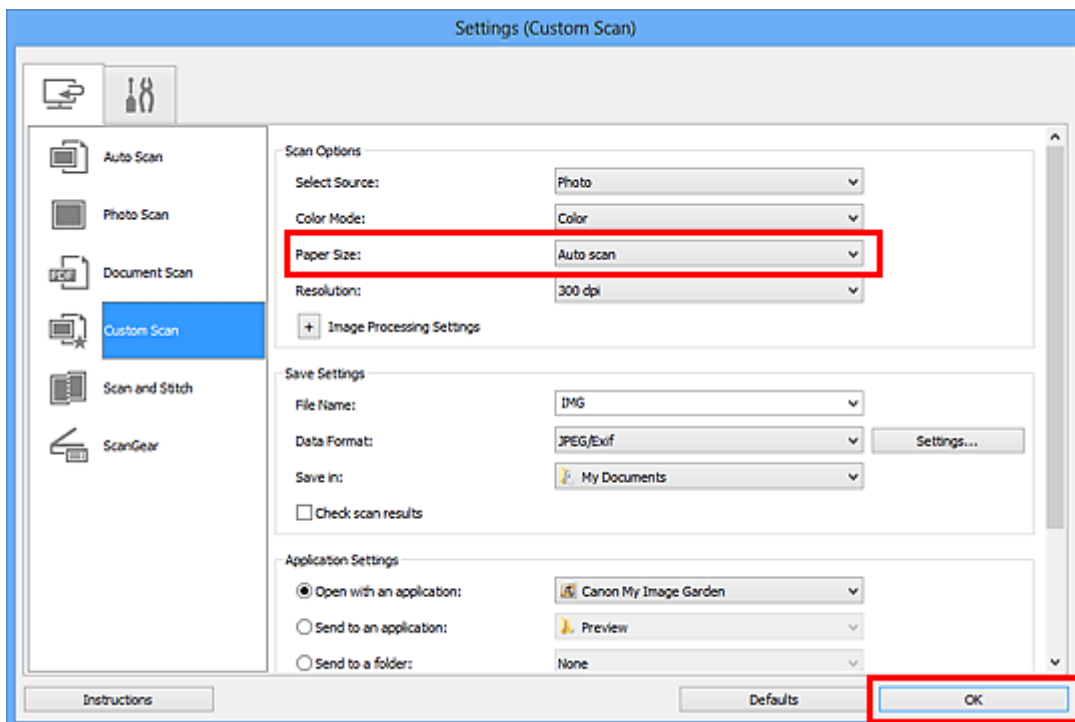 Settings (Custom Scan)
Auto Scan
Photo Scan
Document Scan
Custom Scan
Scan and Stitch
ScanGear
Scan Options
Select Source: Photo
Color Mode: Color
Paper Size: Auto scan
Resolution: 300 dpi
+ Image Processing Settings
Save Settings
File Name: IMG
Data Format: JPEG/Exif Settings...
Save in: My Documents
Check scan results
Application Settings
Open with an application: Canon My Image Garden
Send to an application: Preview
Send to a folder: None
Instructions Defaults OK